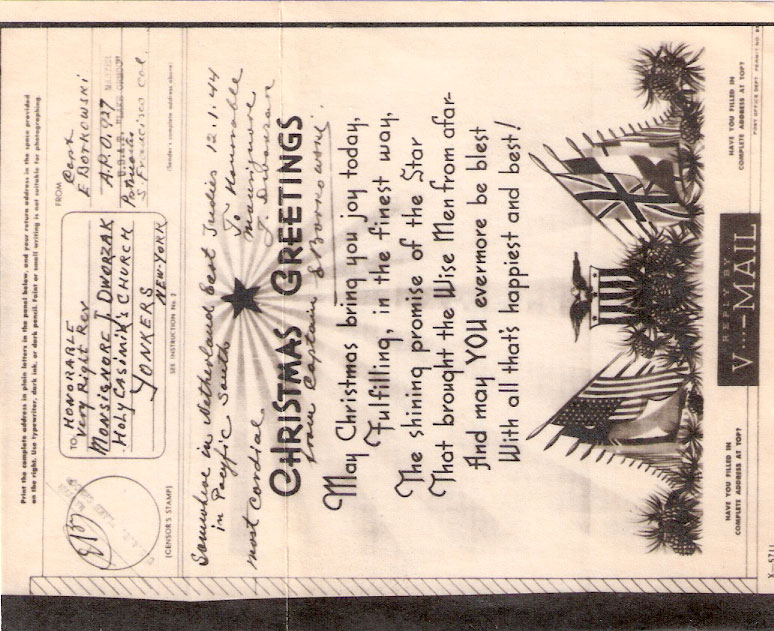 Print the complete address in plain letters in the panel below, and your return address in the space provided
on the right. Use typewriter, dark ink, or dark pencil. Faint or small writing is not suitable for photographing.
TO
HONORABLE
Very Right Rev
MONSIGNORE J. DWORZAK
HOLY CASIMIR'S CHURCH
YONKERS
NEW-YORK
FROM
Capt
E Borkowski
A.P.O. 927
Postmaster
S. Francisco Cal.
(CENSOR'S STAMP)
SEE INSTRUCTION No. 2
(Sender's complete address above)
Somewhere in Netherland East Indies 12.1.44
in Pacific South
To Honorable
Monsignore
J. Dworzak
most cordial
CHRISTMAS GREETINGS
from Captain E Borkowski
May Christmas bring you joy today,
Fulfilling, in the finest way,
The shining promise of the Star
That brought the Wise Men from afar-
And may YOU evermore be blest
With all that's happiest and best!
HAVE YOU FILLED IN
COMPLETE ADDRESS AT TOP?
REPLY BY
V···—MAIL
HAVE YOU FILLED IN
COMPLETE ADDRESS AT TOP?